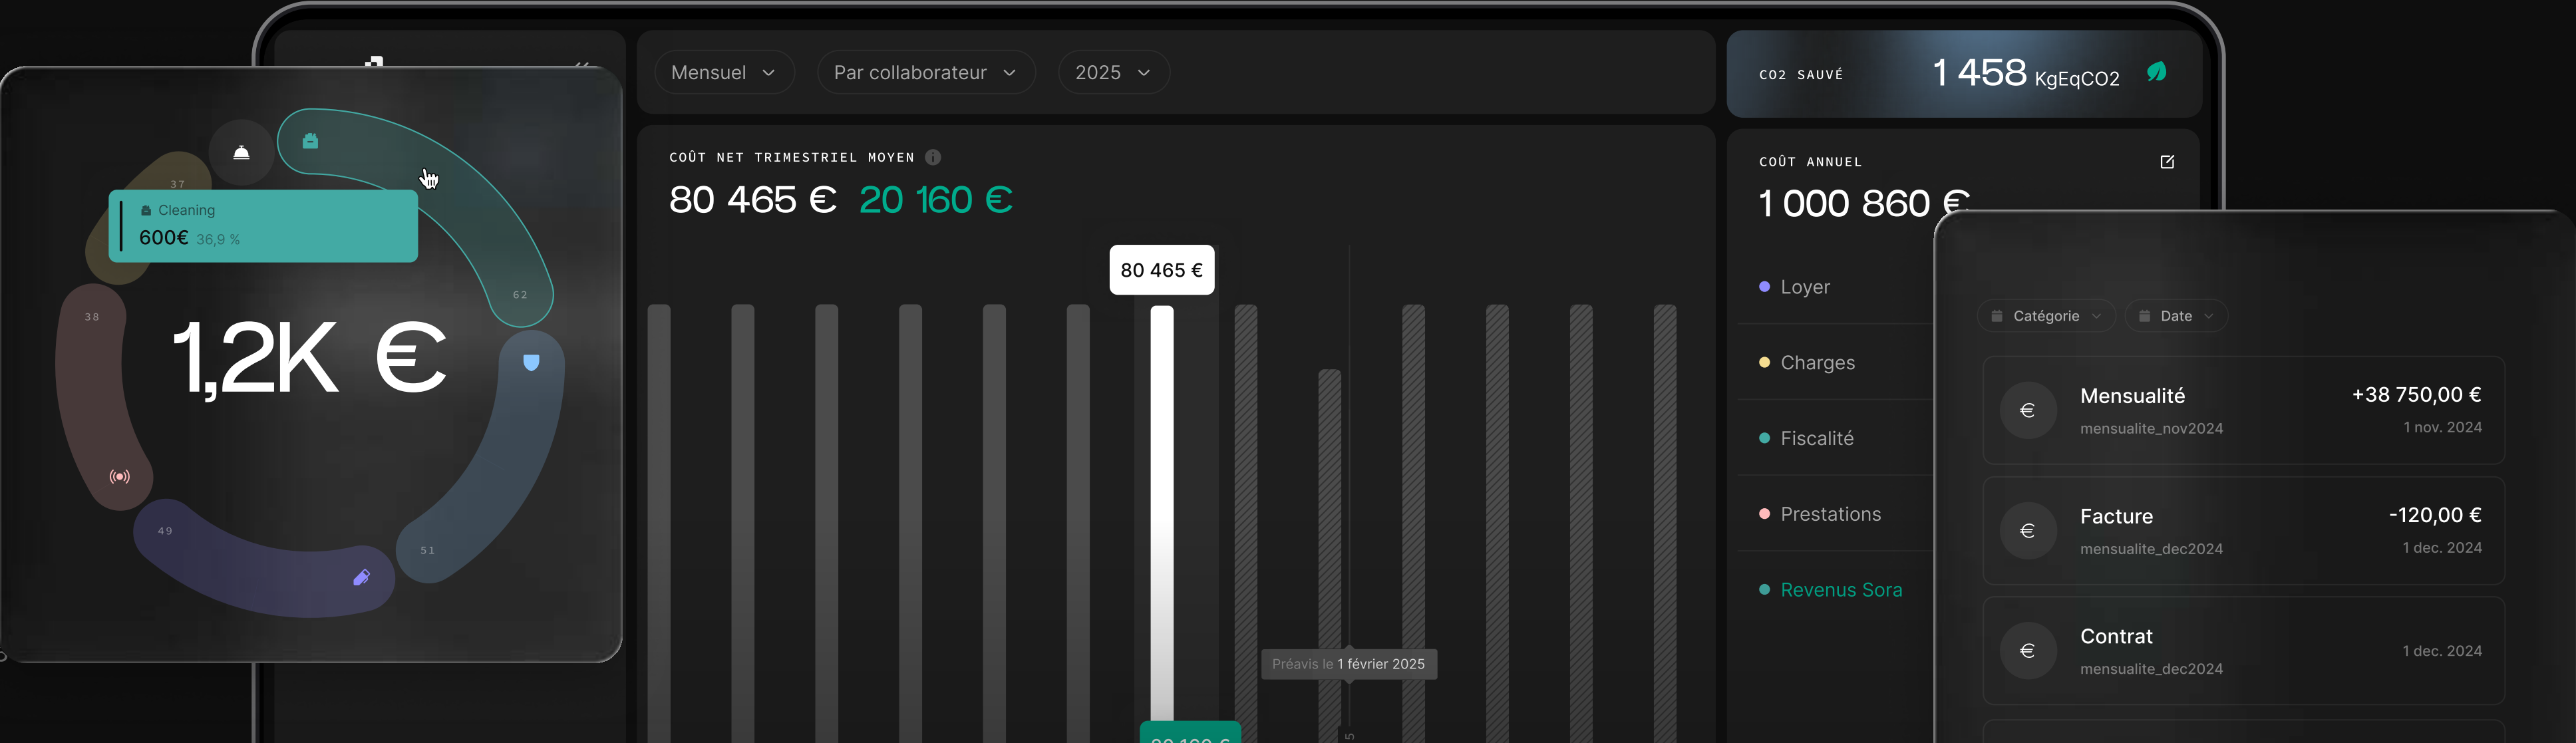 37
Cleaning
600€ 36,9 %
62
38
1,2K €
49
51
Mensuel
Par collaborateur
2025
COÛT NET TRIMESTRIEL MOYEN
80 465 € 20 160 €
80 465 €
Préavis le 1 février 2025
CO2 SAUVÉ
1 458 KgEqCO2
COÛT ANNUEL
1 000 860 €
Loyer
Charges
Fiscalité
Prestations
Revenus Sora
Catégorie
Date
Mensualité
+38 750,00 €
mensualite_nov2024
1 nov. 2024
Facture
-120,00 €
mensualite_dec2024
1 dec. 2024
Contrat
mensualite_dec2024
1 dec. 2024